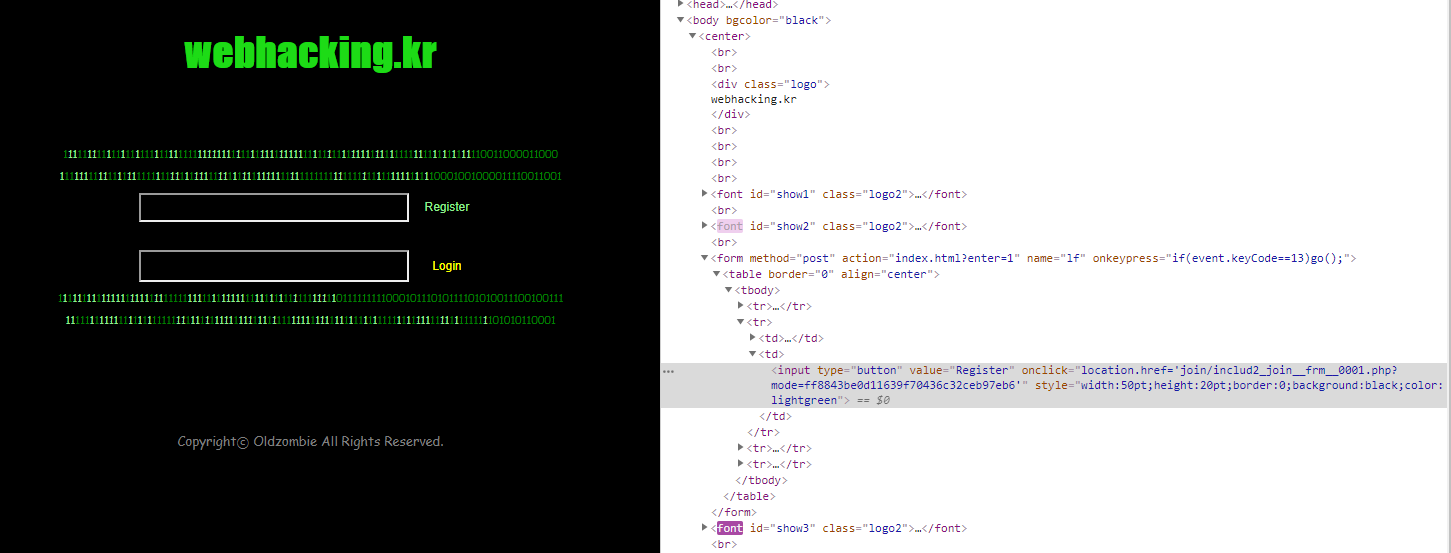 webhacking.kr
Register
Login
Copyrightⓒ Oldzombie All Rights Reserved.
<head>…</head>
<body bgcolor="black">
<center>
<br>
<br>
<div class="logo">
webhacking.kr
</div>
<br>
<br>
<br>
<br>
<font id="show1" class="logo2">…</font>
<br>
<font id="show2" class="logo2">…</font>
<br>
<form method="post" action="index.html?enter=1" name="lf" onkeypress="if(event.keyCode==13)go();">
<table border="0" align="center">
<tbody>
<tr>…</tr>
<tr>
<td>…</td>
<td>
<input type="button" value="Register" onclick="location.href='join/includ2_join__frm__0001.php?
mode=ff8843be0d11639f70436c32ceb97eb6'" style="width:50pt;height:20pt;border:0;background:black;color:
lightgreen"> == $0
</td>
</tr>
<tr>…</tr>
<tr>…</tr>
</tbody>
</table>
</form>
<font id="show3" class="logo2">…</font>
<br>